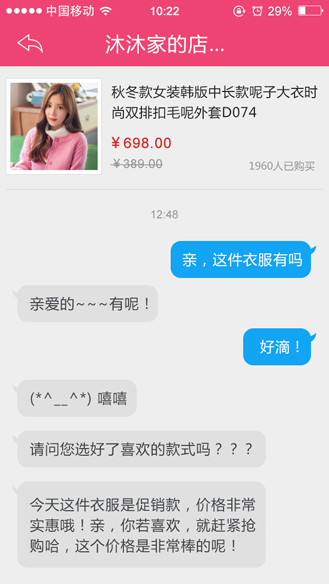 中国移动 10:22 29%
沐沐家的店...
秋冬款女装韩版中长款呢子大衣时
尚双排扣毛呢外套D074
￥698.00
￥389.00 1960人已购买
12:48
亲，这件衣服有吗
亲爱的~~~有呢！
好滴！
(*^__^*) 嘻嘻
请问您选好了喜欢的款式吗？？？
今天这件衣服是促销款，价格非常
实惠哦！亲，你若喜欢，就赶紧抢
购哈，这个价格是非常棒的呢！